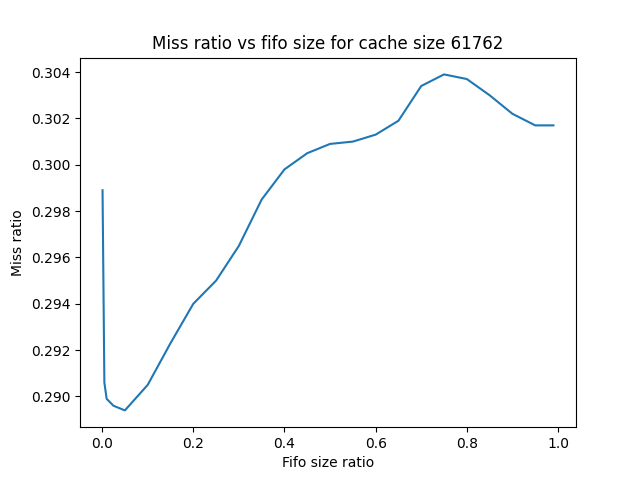 Miss ratio vs fifo size for cache size 61762
0.304
0.302
0.300
0.298
0.296
0.294
0.292
0.290
Miss ratio
0.0 0.2 0.4 0.6 0.8 1.0
Fifo size ratio